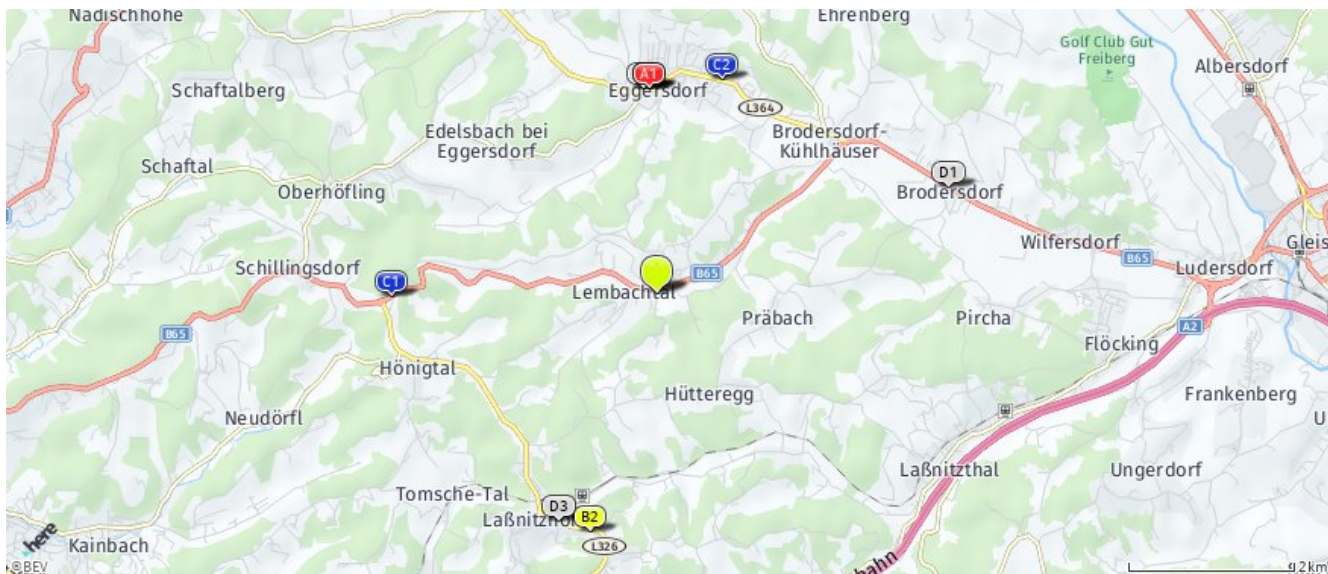 Nadischhöhe
Ehrenberg
Golf Club Gut
Freiberg
Albersdorf
C2
A1
Eggersdorf
Schaftalberg
L364
Edelsbach bei
Eggersdorf
Brodersdorf-
Kühlhäuser
Schaftal
D1
Oberhöfling
Brodersdorf
Wilfersdorf
B65
Gleis
Schillingsdorf
C1
B65
Ludersdorf
Lembachtal
B65
Präbach
Pircha
A2
Flöcking
Hönigtal
Hütteregg
Frankenberg
Neudörfl
U
Laßnitzthal
Ungerdorf
Tomsche-Tal
D3
B2
Laßnitzhö
L326
Kainbach
here
©BEV
bahn
2km